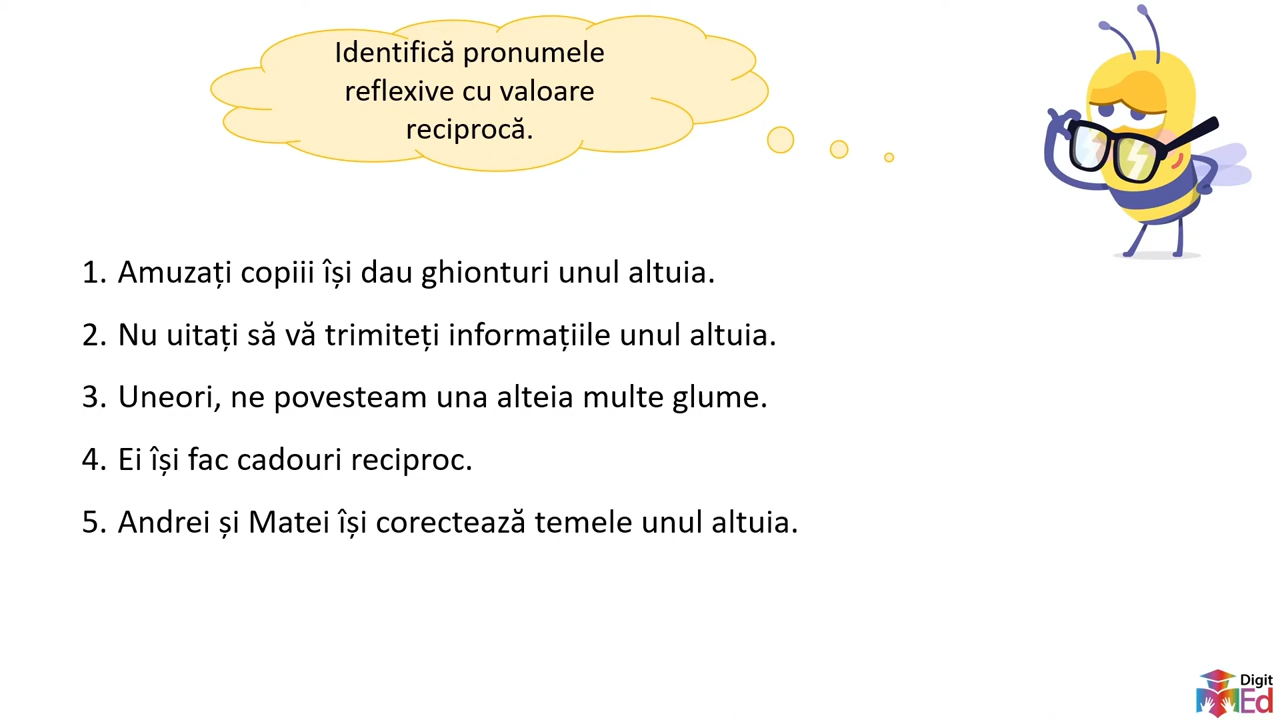 Identifică pronumele
reflexive cu valoare
reciprocă.
1. Amuzați copiii își dau ghionturi unul altuia.
2. Nu uitați să vă trimiteți informațiile unul altuia.
3. Uneori, ne povesteam una alteia multe glume.
4. Ei își fac cadouri reciproc.
5. Andrei și Matei își corectează temele unul altuia.
Digit
Ed